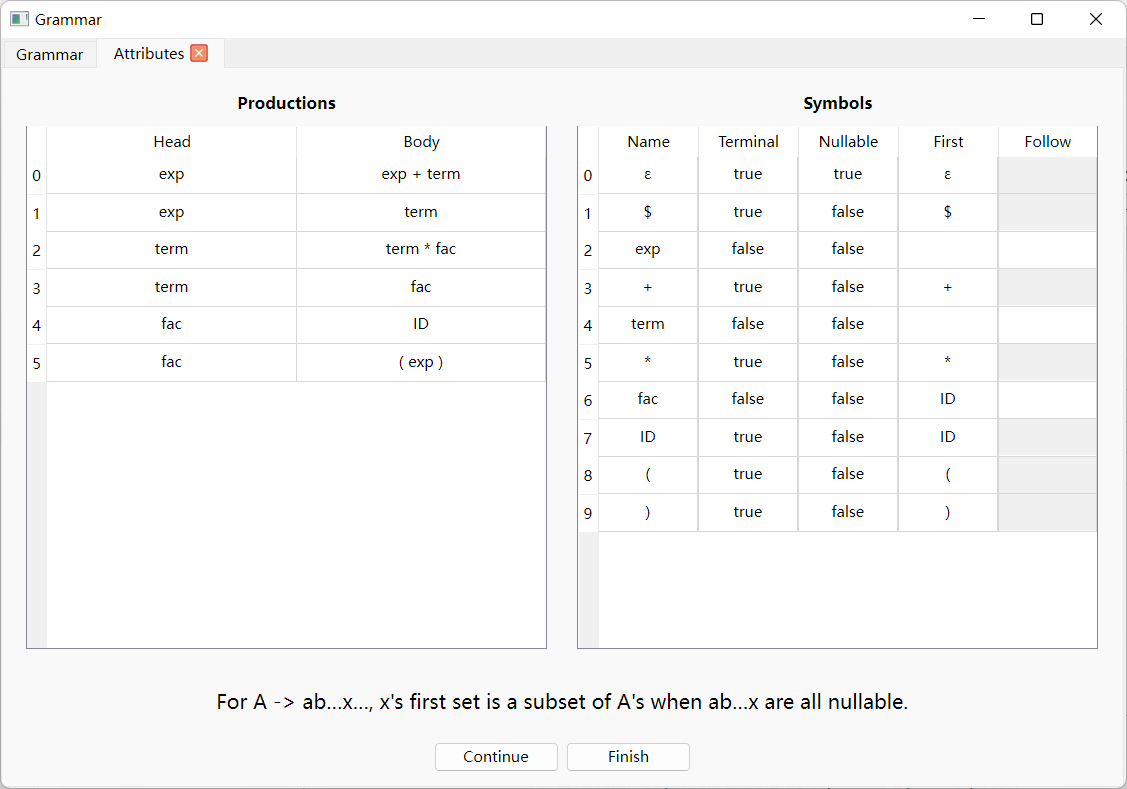 Grammar
Grammar Attributes
Productions
Head Body
0 exp exp + term
1 exp term
2 term term * fac
3 term fac
4 fac ID
5 fac ( exp )
Symbols
Name Terminal Nullable First Follow
0 ε true true ε
1 $ true false $
2 exp false false
3 + true false +
4 term false false
5 * true false *
6 fac false false ID
7 ID true false ID
8 ( true false (
9 ) true false )
For A -> ab...x..., x's first set is a subset of A's when ab...x are all nullable.
Continue Finish